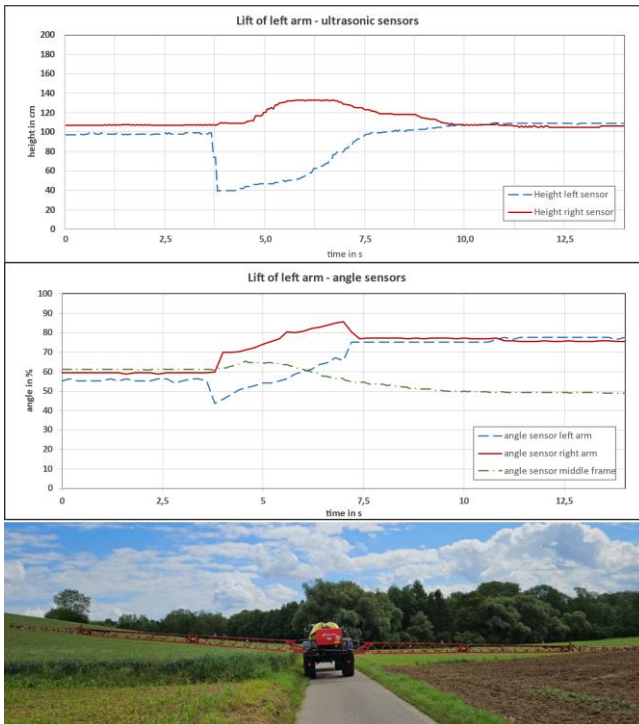 Lift of left arm - ultrasonic sensors
200
180
160
140
120
100
80
60
40
20
0
height in cm
0 2,5 5,0 7,5 10,0 12,5
time in s
Height left sensor
Height right sensor
Lift of left arm - angle sensors
100
90
80
70
60
50
40
30
20
10
0
angle in %
0 2,5 5 7,5 10 12,5
time in s
angle sensor left arm
angle sensor right arm
angle sensor middle frame